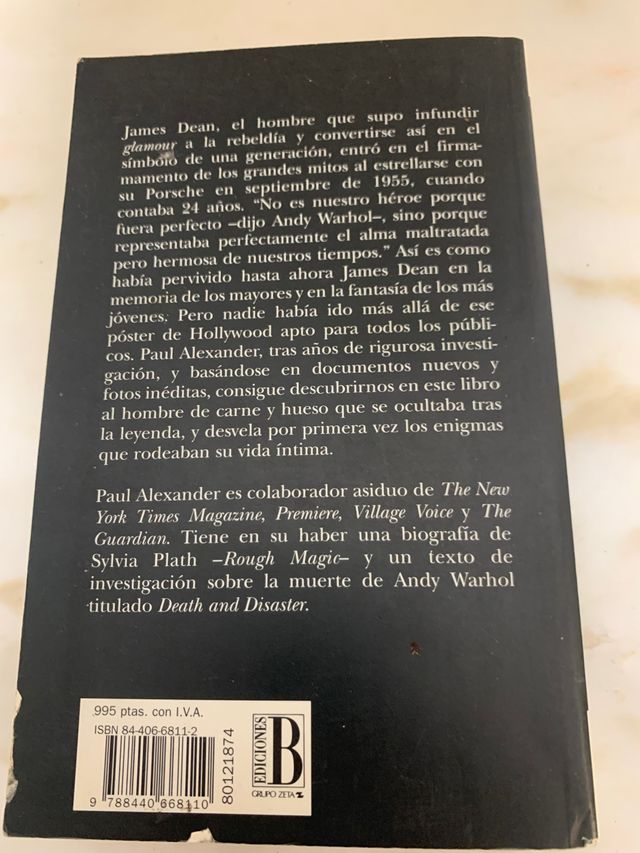 James Dean, el hombre que supo infundir
glamour a la rebeldía y convertirse así en el
símbolo de una generación, entró en el firma-
mamento de los grandes mitos al estrellarse con
su Porsche en septiembre de 1955, cuando
contaba 24 años. “No es nuestro héroe porque
fuera perfecto –dijo Andy Warhol–, sino porque
representaba perfectamente el alma maltratada
pero hermosa de nuestros tiempos.” Así es como
había pervivido hasta ahora James Dean en la
memoria de los mayores y en la fantasía de los más
jóvenes. Pero nadie había ido más allá de ese
póster de Hollywood apto para todos los públi-
cos. Paul Alexander, tras años de rigurosa investi-
gación, y basándose en documentos nuevos y
fotos inéditas, consigue descubrirnos en este libro
al hombre de carne y hueso que se ocultaba tras
la leyenda, y desvela por primera vez los enigmas
que rodeaban su vida íntima.
Paul Alexander es colaborador asiduo de The New
York Times Magazine, Premiere, Village Voice y The
Guardian. Tiene en su haber una biografía de
Sylvia Plath –Rough Magic– y un texto de
investigación sobre la muerte de Andy Warhol
titulado Death and Disaster.
995 ptas. con I.V.A.
ISBN 84-406-6811-2
9 788440 668110
80121874
EDICIONES
B
GRUPO ZETA